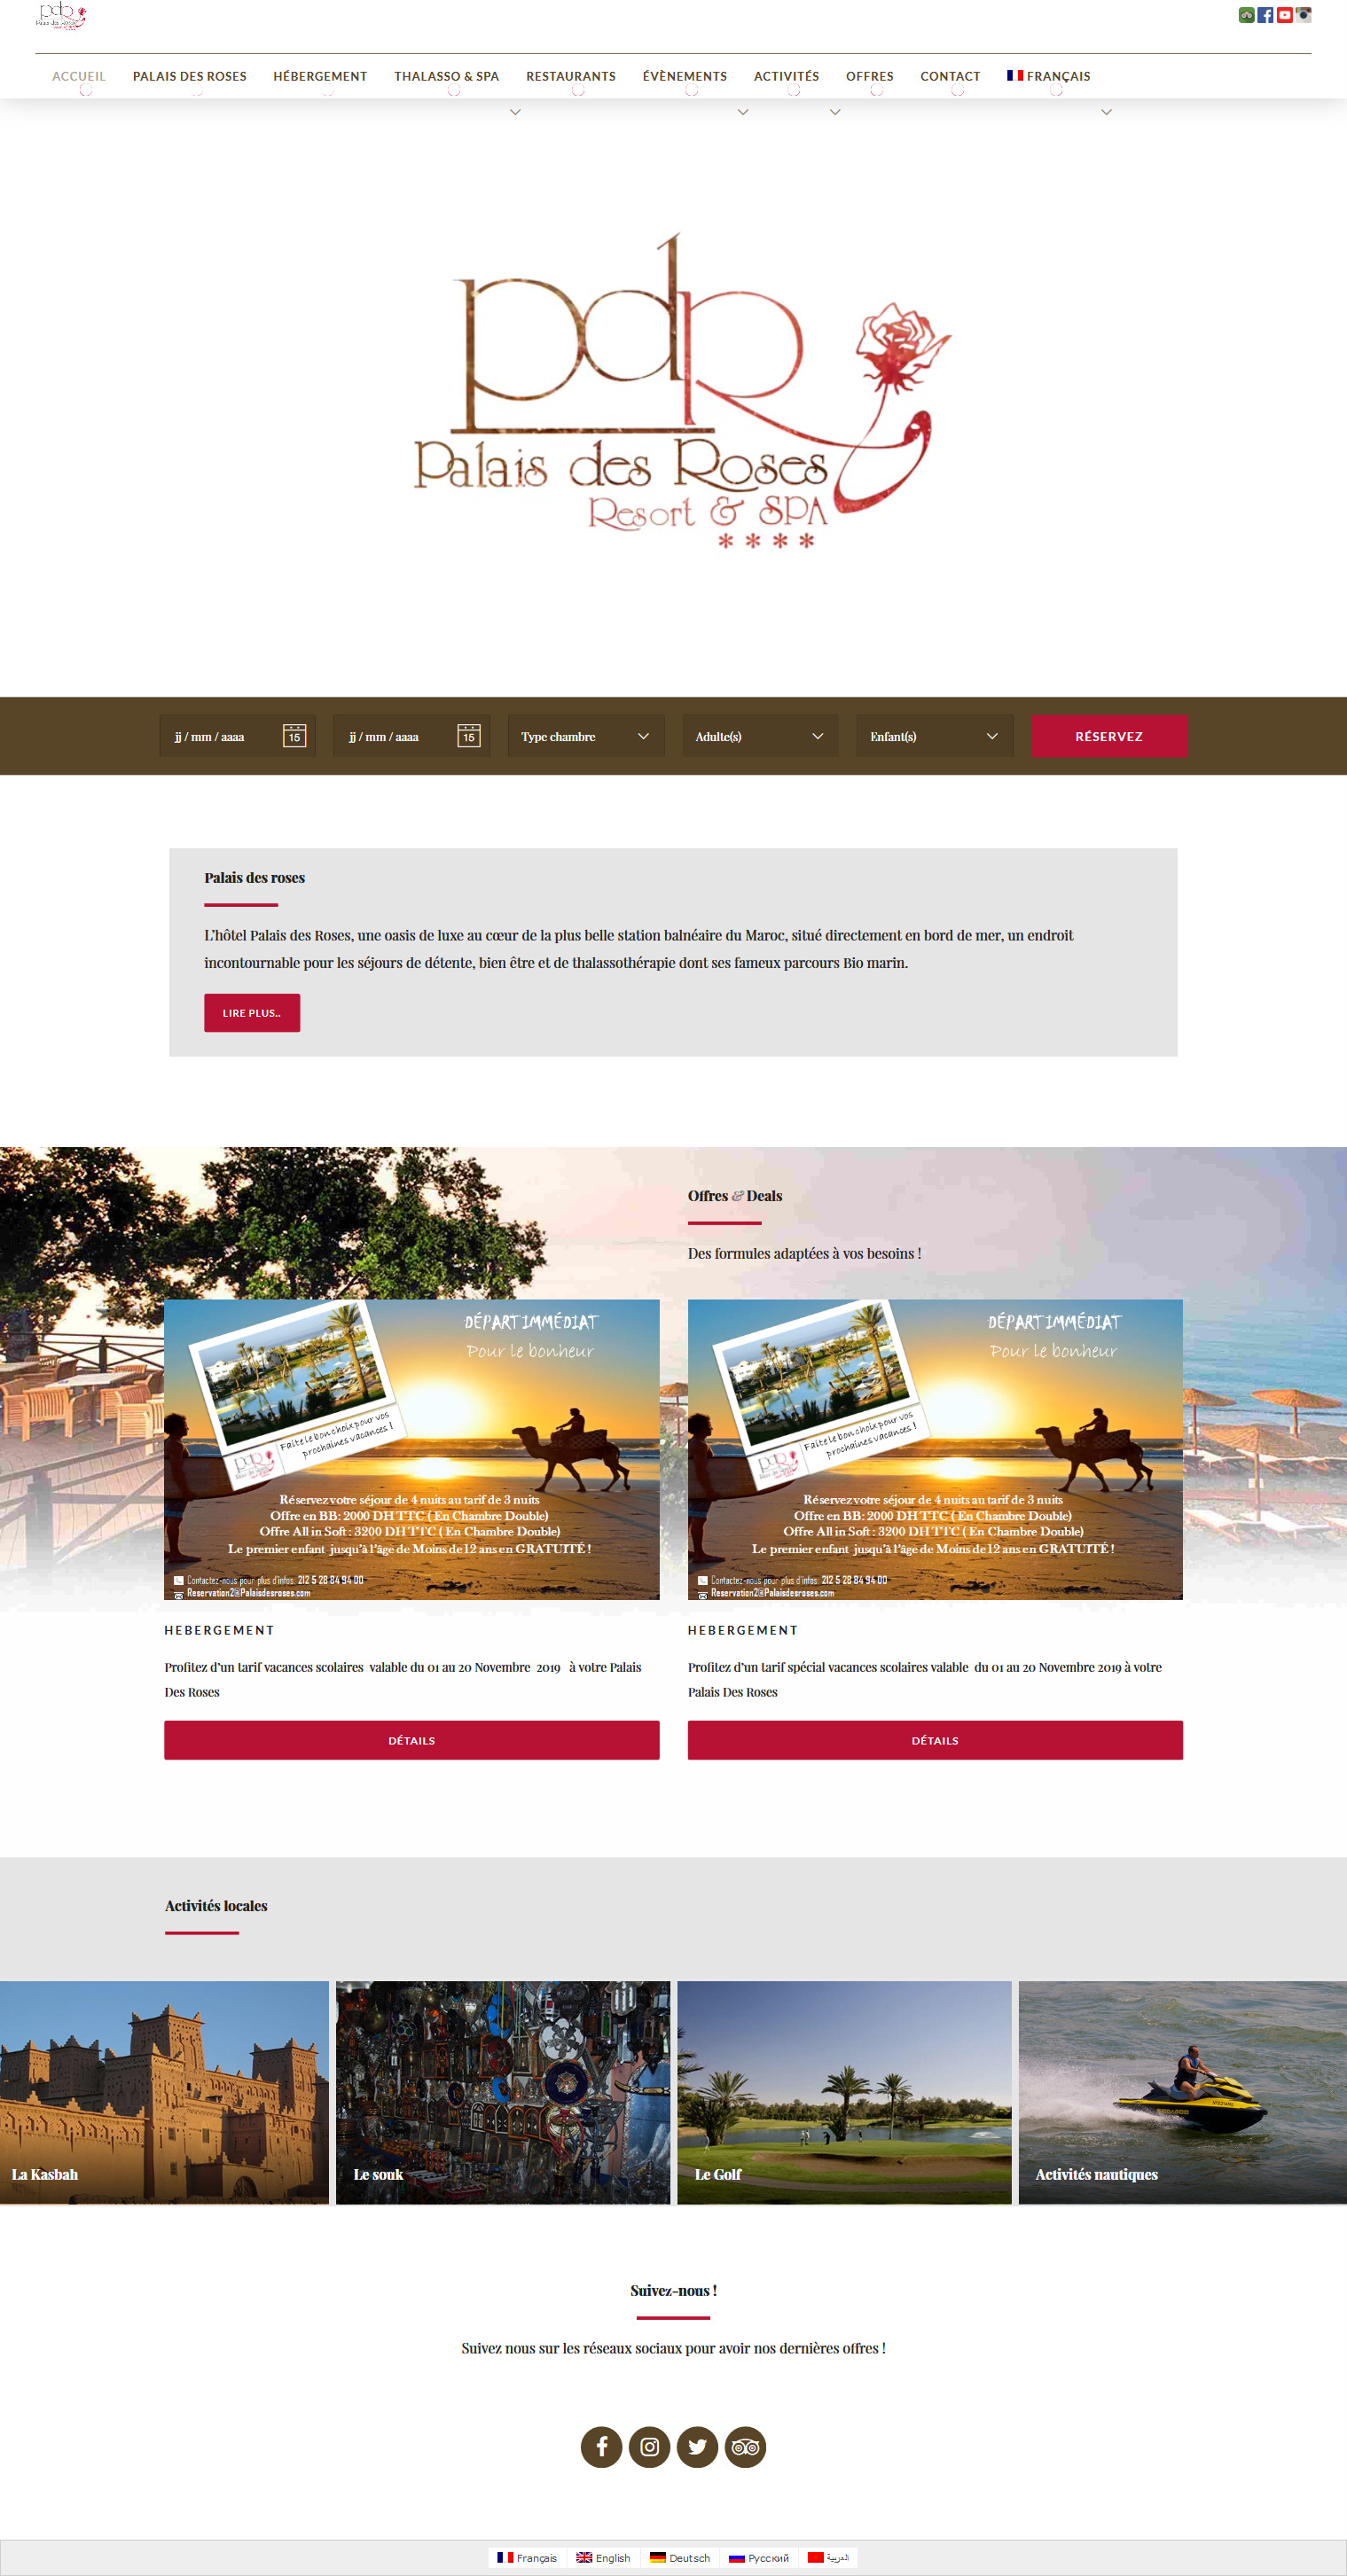 pdr
Palais des Roses
ACCUEIL PALAIS DES ROSES HÉBERGEMENT THALASSO & SPA RESTAURANTS ÉVÈNEMENTS ACTIVITÉS OFFRES CONTACT FRANÇAIS
pdR
Palais des Roses
Resort & SPA
****
jj / mm / aaaa 15 jj / mm / aaaa 15 Type chambre Adulte(s) Enfant(s) RÉSERVEZ
Palais des roses
L'hôtel Palais des Roses, une oasis de luxe au cœur de la plus belle station balnéaire du Maroc, situé directement en bord de mer, un endroit
incontournable pour les séjours de détente, bien être et de thalassothérapie dont ses fameux parcours Bio marin.
LIRE PLUS..
Offres & Deals
Des formules adaptées à vos besoins !
DÉPART IMMÉDIAT
Pour le bonheur
Faite le bon choix pour vos
prochaines vacances !
pdR
Réservez votre séjour de 4 nuits au tarif de 3 nuits
Offre en BB: 2000 DH TTC ( En Chambre Double)
Offre All in Soft : 3200 DH TTC ( En Chambre Double)
Le premier enfant jusqu'à l'âge de Moins de 12 ans en GRATUITÉ !
Contactez-nous pour plus d'infos: 212 5 28 84 94 00
Reservation2@Palaisdesroses.com
HEBERGEMENT
Profitez d'un tarif vacances scolaires valable du 01 au 20 Novembre 2019 à votre Palais
Des Roses
DÉTAILS
DÉPART IMMÉDIAT
Pour le bonheur
Faite le bon choix pour vos
prochaines vacances !
pdR
Réservez votre séjour de 4 nuits au tarif de 3 nuits
Offre en BB: 2000 DH TTC ( En Chambre Double)
Offre All in Soft : 3200 DH TTC ( En Chambre Double)
Le premier enfant jusqu'à l'âge de Moins de 12 ans en GRATUITÉ !
Contactez-nous pour plus d'infos: 212 5 28 84 94 00
Reservation2@Palaisdesroses.com
HEBERGEMENT
Profitez d'un tarif spécial vacances scolaires valable du 01 au 20 Novembre 2019 à votre
Palais Des Roses
DÉTAILS
Activités locales
La Kasbah
Le souk
Le Golf
Activités nautiques
Suivez-nous !
Suivez nous sur les réseaux sociaux pour avoir nos dernières offres !
Français English Deutsch Русский العربية